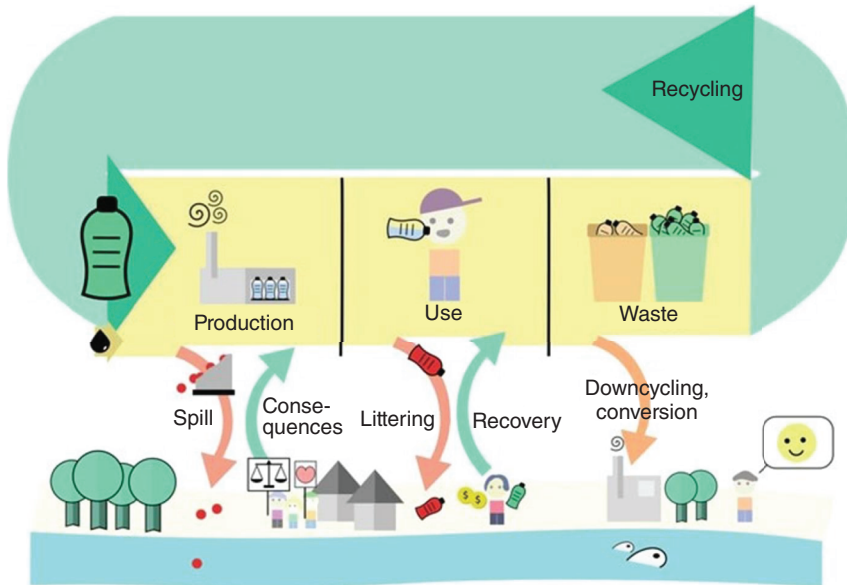 Recycling
Production
Use
Waste
Spill
Conse-
quences
Littering
Recovery
Downcycling,
conversion
$ $